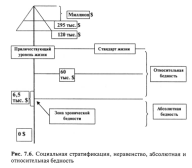 Миллион $
295 тыс. $
120 тыс. $
Приличествующий
уровень жизни
Стандарт жизни
60
тыс. $
Относительная
бедность
6,5
тыс. $
Зона хронической
бедности
Абсолютная
бедность
0 $
Рис. 7.6. Социальная стратификация, неравенство, абсолютная и
относительная бедность